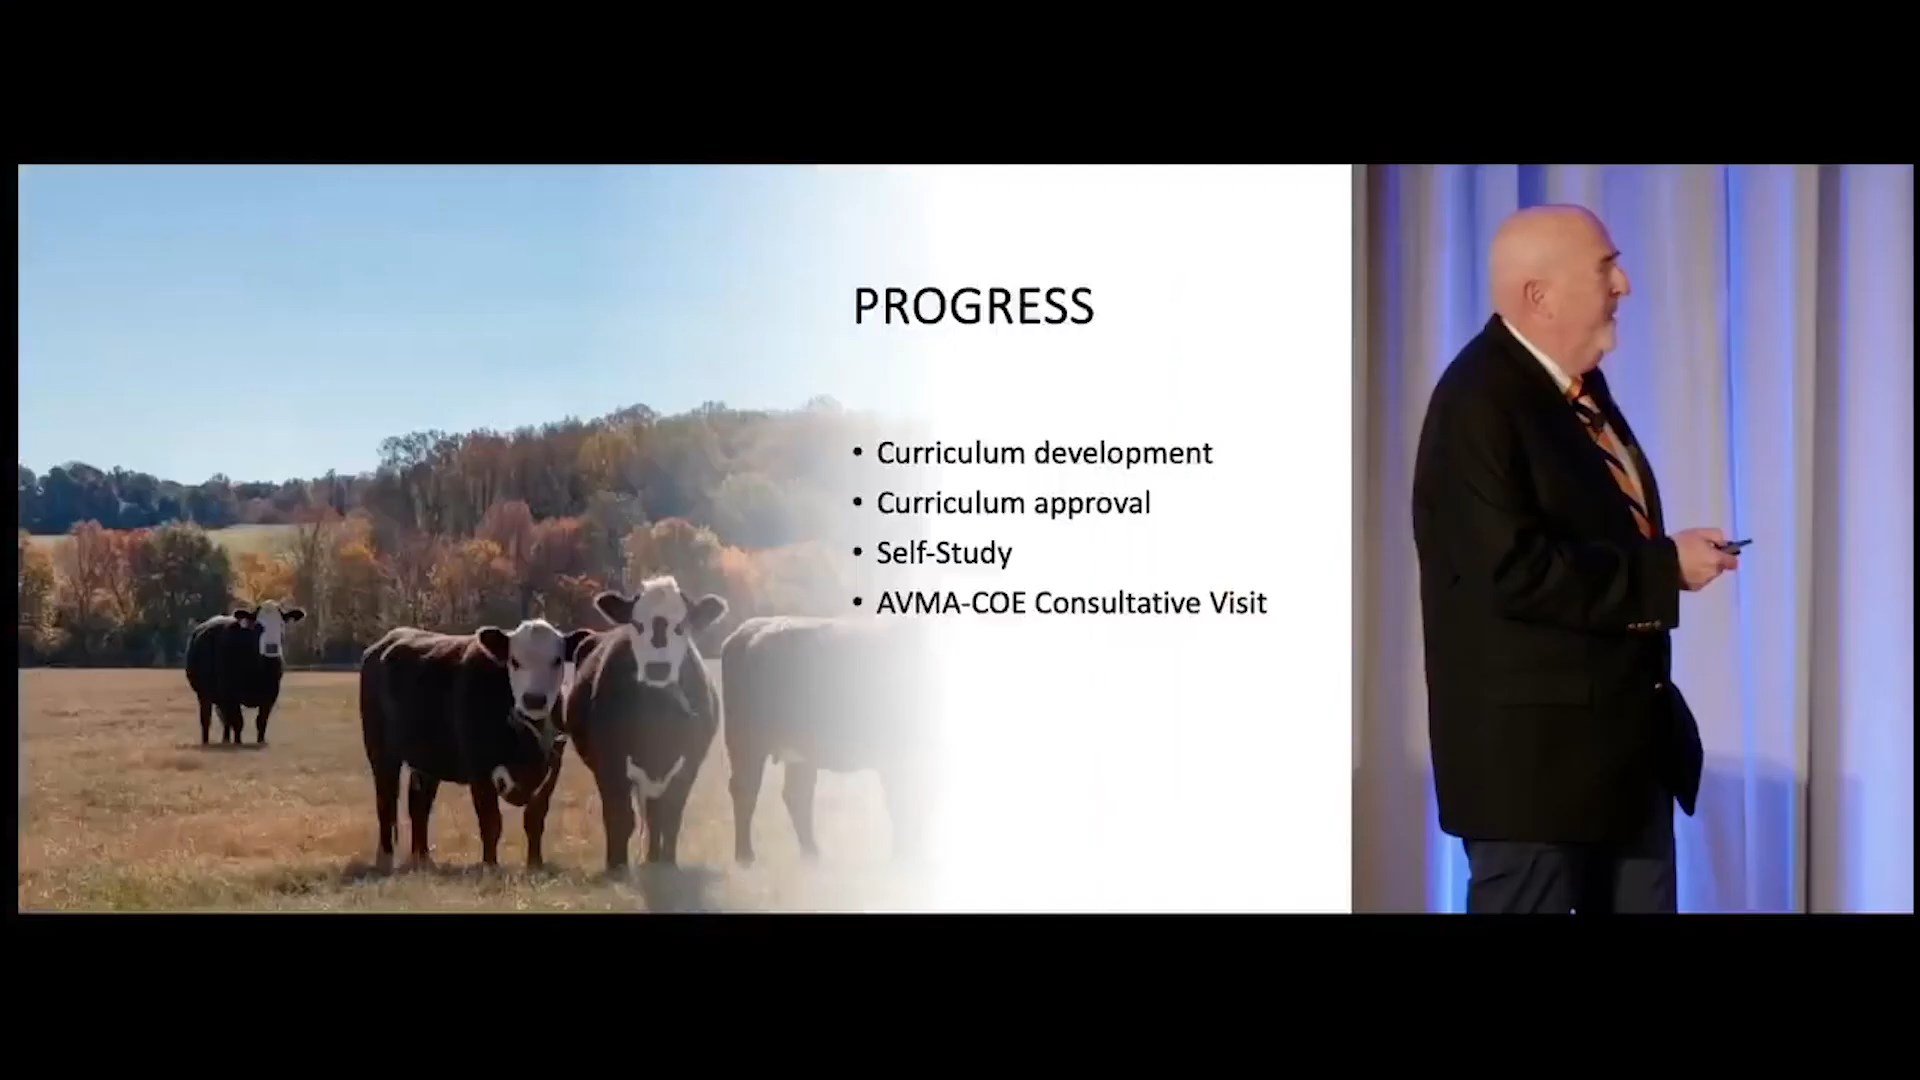 PROGRESS
• Curriculum development
• Curriculum approval
• Self-Study
• AVMA-COE Consultative Visit